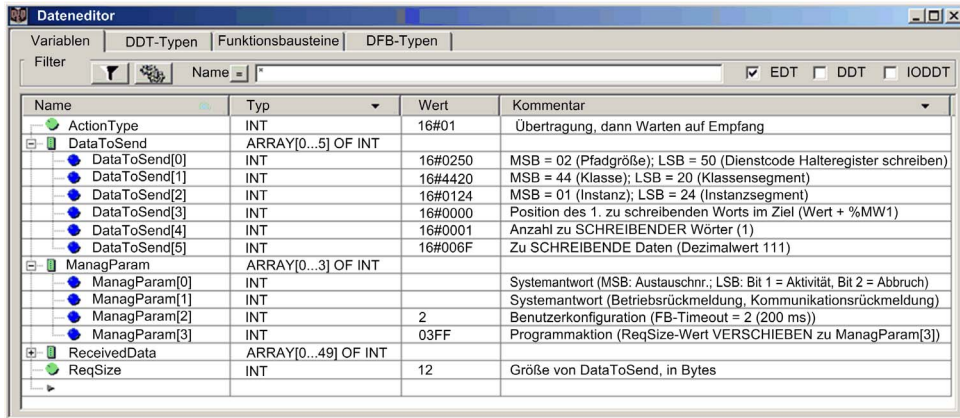 Dateneditor
Variablen DDT-Typen Funktionsbausteine DFB-Typen
Filter
Name = * EDT DDT IODDT
Name Typ Wert Kommentar
ActionType INT 16#01 Übertragung, dann Warten auf Empfang
DataToSend ARRAY[0...5] OF INT
DataToSend[0] INT 16#0250 MSB = 02 (Pfadgröße); LSB = 50 (Dienstcode Halteregister schreiben)
DataToSend[1] INT 16#4420 MSB = 44 (Klasse); LSB = 20 (Klassensegment)
DataToSend[2] INT 16#0124 MSB = 01 (Instanz); LSB = 24 (Instanzsegment)
DataToSend[3] INT 16#0000 Position des 1. zu schreibenden Worts im Ziel (Wert + %MW1)
DataToSend[4] INT 16#0001 Anzahl zu SCHREIBENDER Wörter (1)
DataToSend[5] INT 16#006F Zu SCHREIBENDE Daten (Dezimalwert 111)
ManagParam ARRAY[0...3] OF INT
ManagParam[0] INT Systemantwort (MSB: Austauschnr.; LSB: Bit 1 = Aktivität, Bit 2 = Abbruch)
ManagParam[1] INT Systemantwort (Betriebsrückmeldung, Kommunikationsrückmeldung)
ManagParam[2] INT 2 Benutzerkonfiguration (FB-Timeout = 2 (200 ms))
ManagParam[3] INT 03FF Programmaktion (ReqSize-Wert VERSCHIEBEN zu ManagParam[3])
ReceivedData ARRAY[0...49] OF INT
ReqSize INT 12 Größe von DataToSend, in Bytes